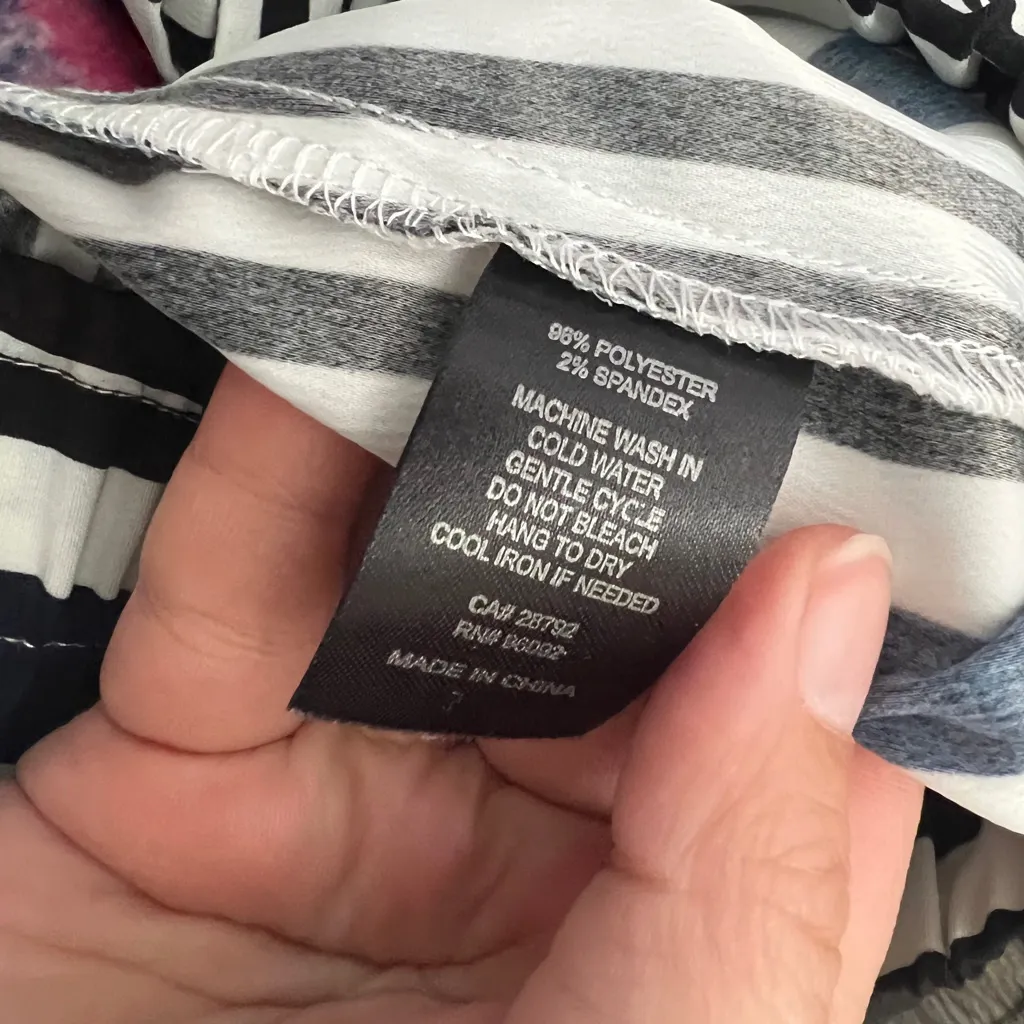 96% POLYESTER
2% SPANDEX
MACHINE WASH IN
COLD WATER
GENTLE CYCLE
DO NOT BLEACH
HANG TO DRY
COOL IRON IF NEEDED
CA# 28792
RN#
MADE IN CHINA